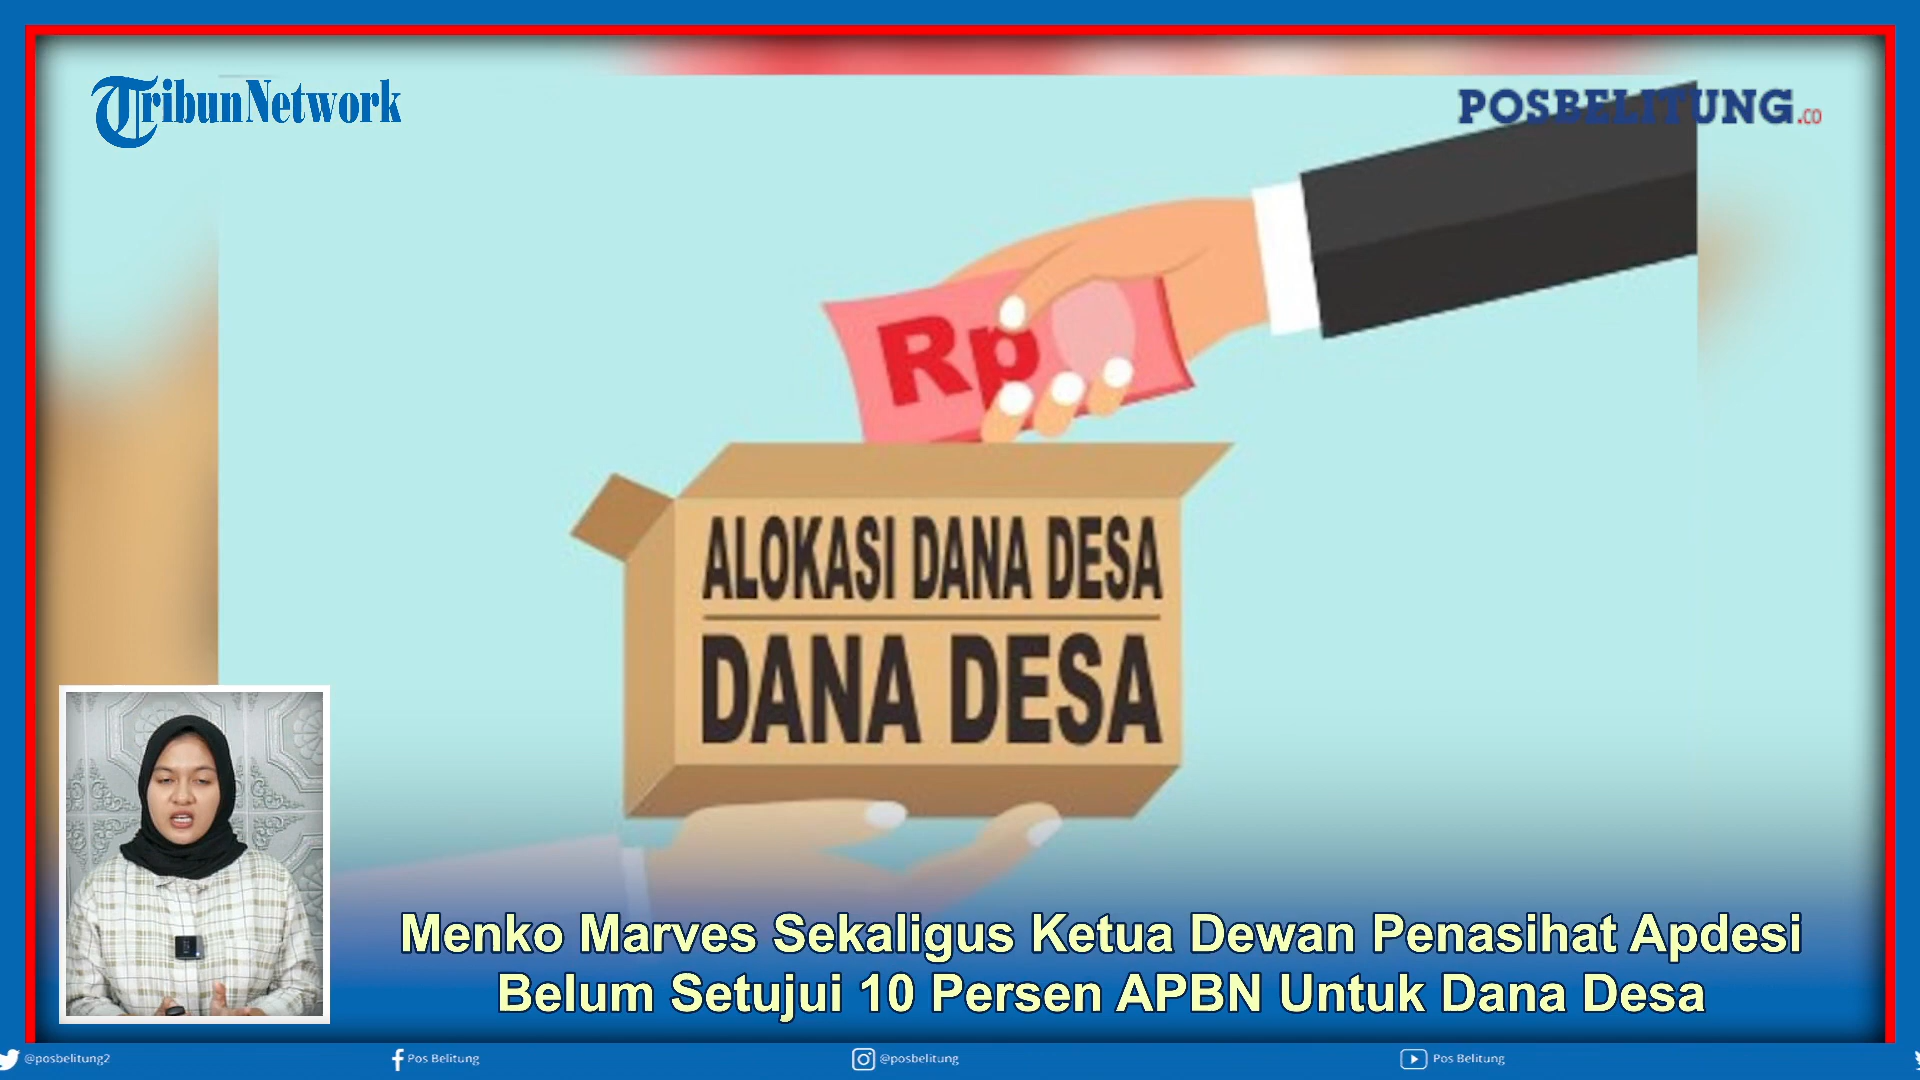 TribunNetwork
POSBELITUNG.CO
Rp
ALOKASI DANA DESA
DANA DESA
Menko Marves Sekaligus Ketua Dewan Penasihat Apdesi
Belum Setujui 10 Persen APBN Untuk Dana Desa
@posbelitung2
Pos Belitung
@posbelitung
Pos Belitung